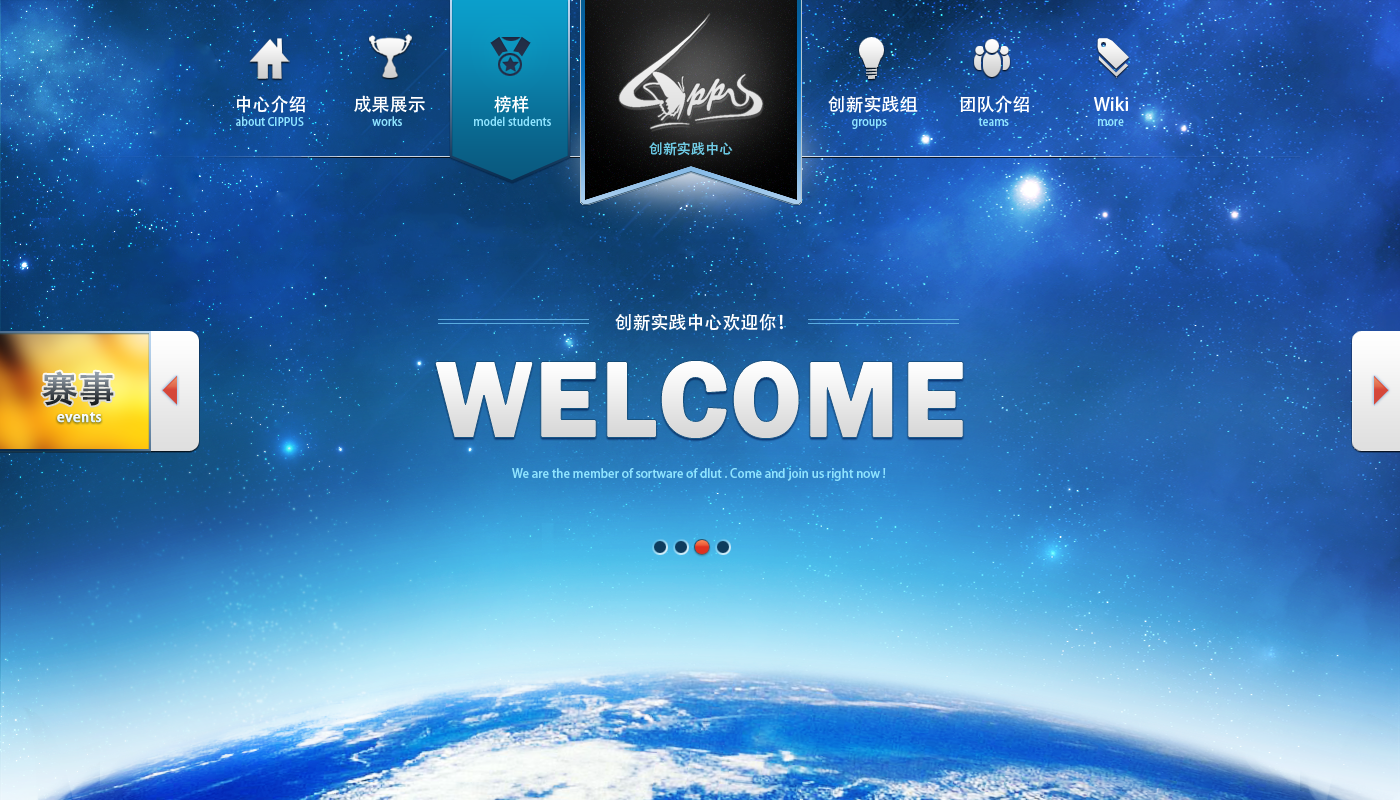 中心介绍
about CIPPUS
成果展示
works
榜样
model students
Cippus
创新实践中心
创新实践组
groups
团队介绍
teams
Wiki
more
创新实践中心欢迎你!
WELCOME
赛事
events
We are the member of sortware of dlut . Come and join us right now !